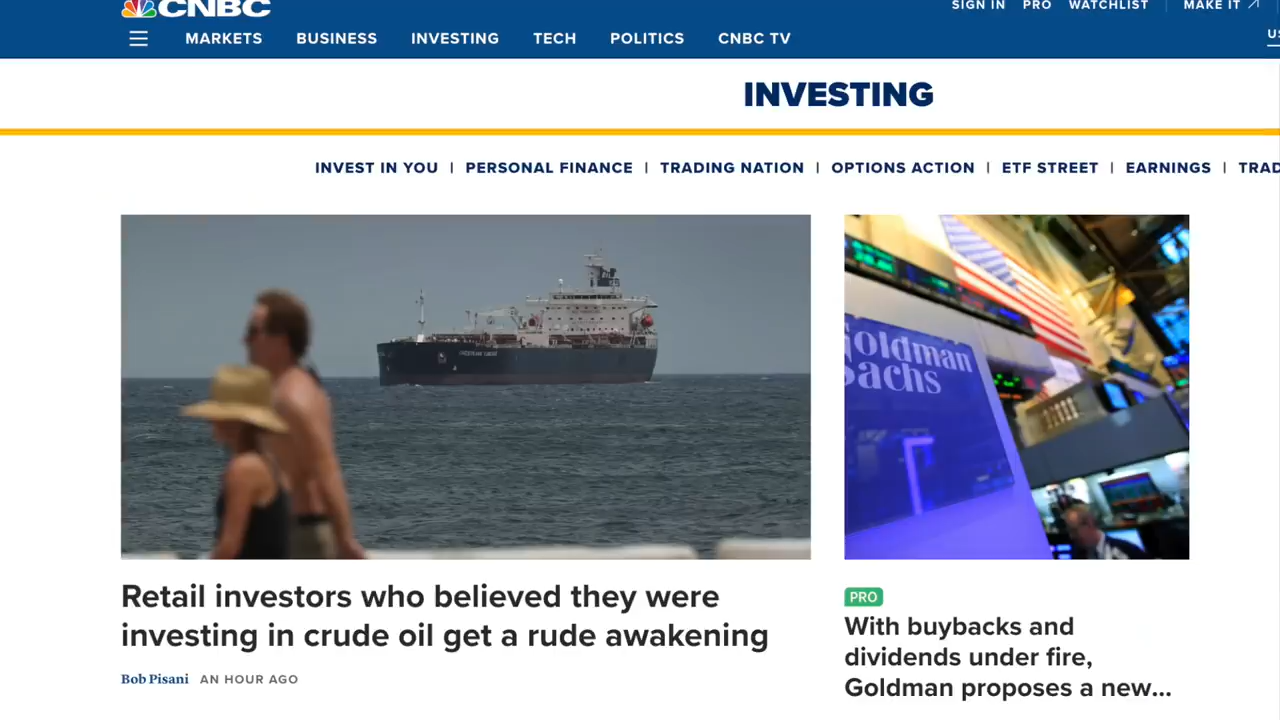 CNBC
SIGN IN PRO WATCHLIST MAKE IT
MARKETS BUSINESS INVESTING TECH POLITICS CNBC TV
INVESTING
INVEST IN YOU | PERSONAL FINANCE | TRADING NATION | OPTIONS ACTION | ETF STREET | EARNINGS | TRAD
Goldman
Sachs
Retail investors who believed they were
investing in crude oil get a rude awakening
Bob Pisani AN HOUR AGO
PRO
With buybacks and
dividends under fire,
Goldman proposes a new...